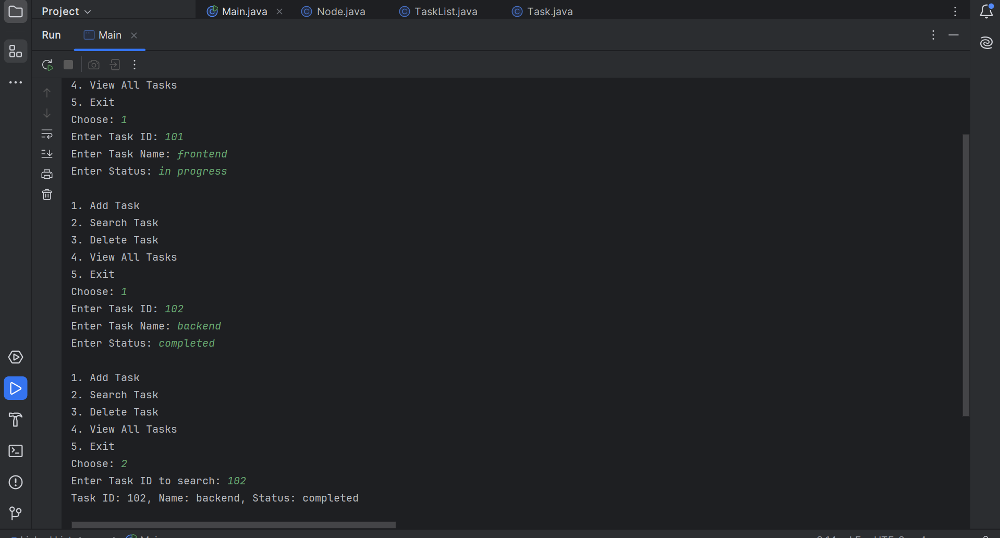 Project
Main.java
Node.java
TaskList.java
Task.java
Run
Main
4. View All Tasks
5. Exit
Choose: 1
Enter Task ID: 101
Enter Task Name: frontend
Enter Status: in progress
1. Add Task
2. Search Task
3. Delete Task
4. View All Tasks
5. Exit
Choose: 1
Enter Task ID: 102
Enter Task Name: backend
Enter Status: completed
1. Add Task
2. Search Task
3. Delete Task
4. View All Tasks
5. Exit
Choose: 2
Enter Task ID to search: 102
Task ID: 102, Name: backend, Status: completed